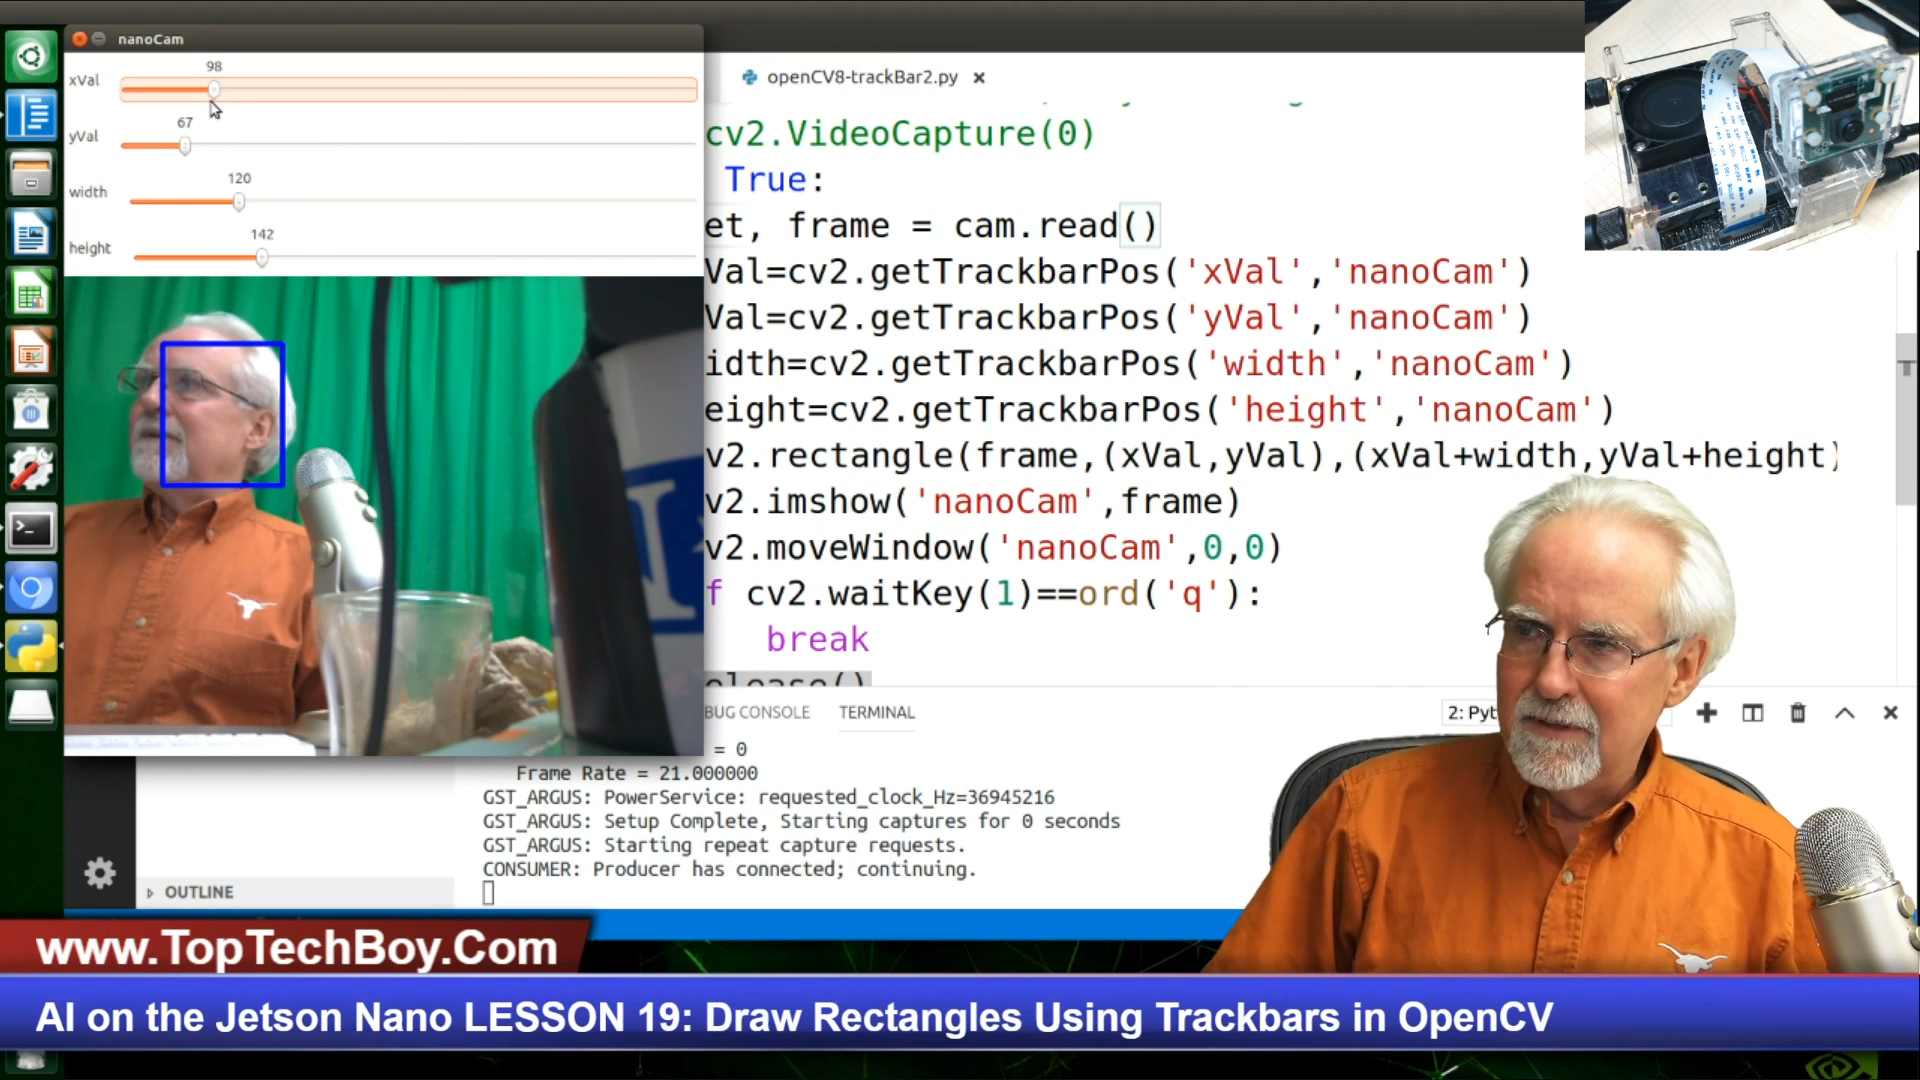 nanoCam
xVal
98
yVal
67
width
120
height
142
openCV8-trackBar2.py
cv2.VideoCapture(0)
True:
et, frame = cam.read()
Val=cv2.getTrackbarPos('xVal','nanoCam')
Val=cv2.getTrackbarPos('yVal','nanoCam')
idth=cv2.getTrackbarPos('width','nanoCam')
eight=cv2.getTrackbarPos('height','nanoCam')
v2.rectangle(frame,(xVal,yVal),(xVal+width,yVal+height)
v2.imshow('nanoCam',frame)
v2.moveWindow('nanoCam',0,0)
f cv2.waitKey(1)==ord('q'):
break
elease()
BUG CONSOLE
TERMINAL
2: Pyt
= 0
Frame Rate = 21.000000
GST_ARGUS: PowerService: requested_clock_Hz=36945216
GST_ARGUS: Setup Complete, Starting captures for 0 seconds
GST_ARGUS: Starting repeat capture requests.
CONSUMER: Producer has connected; continuing.
OUTLINE
www.TopTechBoy.Com
AI on the Jetson Nano LESSON 19: Draw Rectangles Using Trackbars in OpenCV